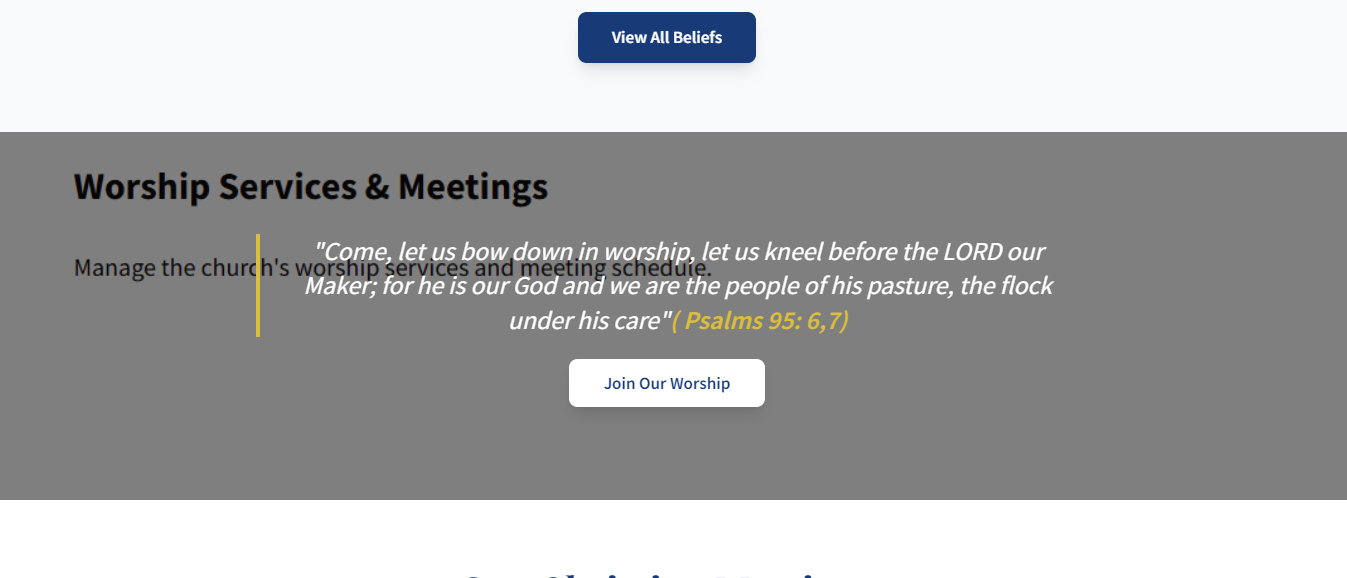 View All Beliefs
Worship Services & Meetings
Manage the church's worship services and meeting schedule.
"Come, let us bow down in worship, let us kneel before the LORD our
Maker; for he is our God and we are the people of his pasture, the flock
under his care"( Psalms 95: 6,7)
Join Our Worship